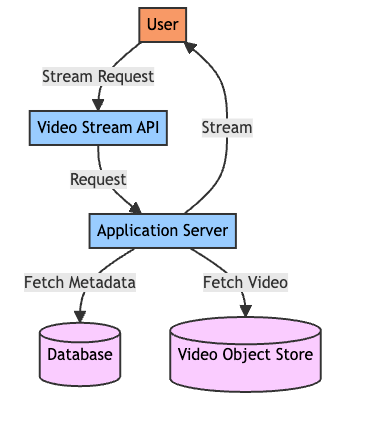 User
Stream Request
Video Stream API
Stream
Request
Application Server
Fetch Metadata
Fetch Video
Database
Video Object Store